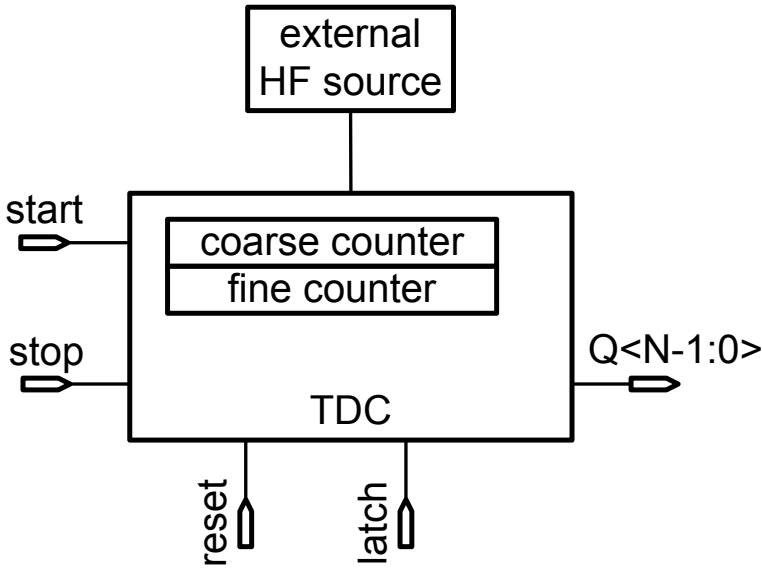 external
HF source
start
coarse counter
fine counter
stop
Q<N-1:0>
TDC
reset
latch